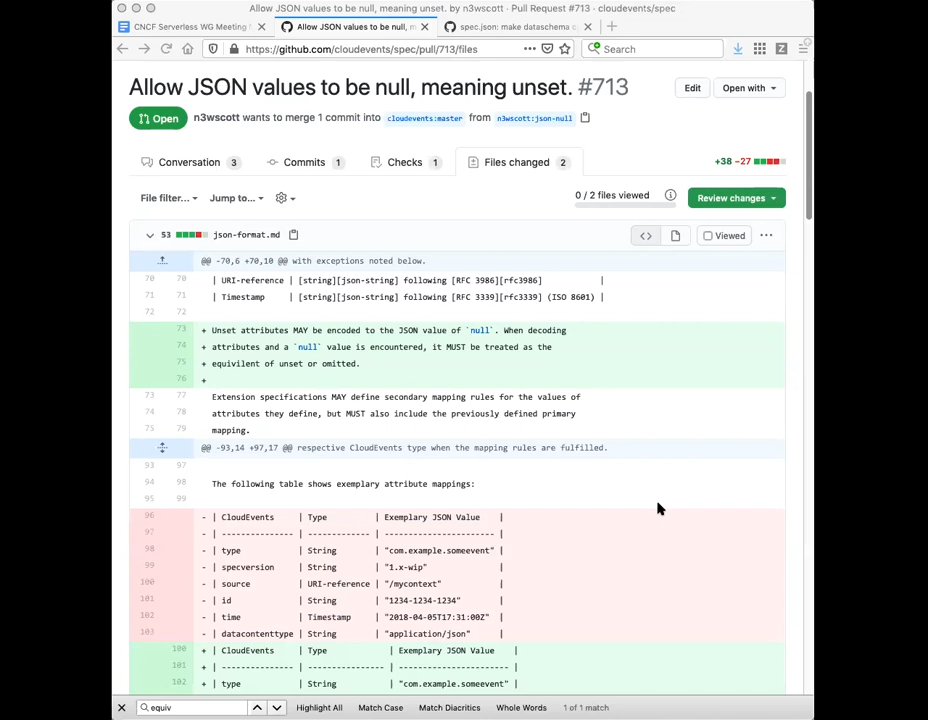 Allow JSON values to be null, meaning unset. by n3wscott · Pull Request #713 · cloudevents/spec
CNCF Serverless WG Meeting
Allow JSON values to be null, m
spec.json: make dataschema c
https://github.com/cloudevents/spec/pull/713/files
Search
Allow JSON values to be null, meaning unset. #713
Edit
Open with
Open
n3wscott wants to merge 1 commit into cloudevents:master from n3wscott:json-null
Conversation 3
Commits 1
Checks 1
Files changed 2
+38 −27
File filter...
Jump to...
0 / 2 files viewed
Review changes
53 json-format.md
Viewed
@@ -70,6 +70,10 @@ with exceptions noted below.
70 70 | URI-reference | [string][json-string] following [RFC 3986][rfc3986] |
71 71 | Timestamp | [string][json-string] following [RFC 3339][rfc3339] (ISO 8601) |
72 72
73 + Unset attributes MAY be encoded to the JSON value of `null`. When decoding
74 + attributes and a `null` value is encountered, it MUST be treated as the
75 + equivilent of unset or omitted.
76 +
73 77 Extension specifications MAY define secondary mapping rules for the values of
74 78 attributes they define, but MUST also include the previously defined primary
75 79 mapping.
@@ -93,14 +97,17 @@ respective CloudEvents type when the mapping rules are fulfilled.
93 97
94 98 The following table shows exemplary attribute mappings:
95 99
96 - | CloudEvents | Type | Exemplary JSON Value |
97 - | --------------- | ------------- | ----------------------- |
98 - | type | String | "com.example.someevent" |
99 - | specversion | String | "1.x-wip" |
100 - | source | URI-reference | "/mycontext" |
101 - | id | String | "1234-1234-1234" |
102 - | time | Timestamp | "2018-04-05T17:31:00Z" |
103 - | datacontenttype | String | "application/json" |
100 + | CloudEvents | Type | Exemplary JSON Value |
101 + | --------------- | --------------- | ----------------------- |
102 + | type | String | "com.example.someevent" |
equiv
Highlight All
Match Case
Match Diacritics
Whole Words
1 of 1 match